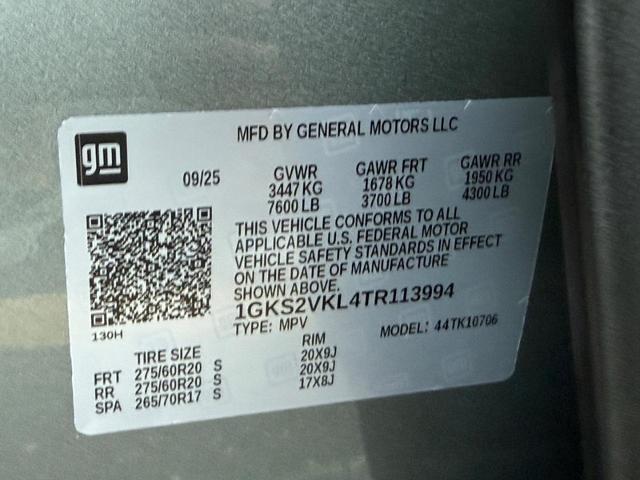 gm
MFD BY GENERAL MOTORS LLC
09/25
GVWR GAWR FRT GAWR RR
3447 KG 1678 KG 1950 KG
7600 LB 3700 LB 4300 LB
THIS VEHICLE CONFORMS TO ALL
APPLICABLE U.S. FEDERAL MOTOR
VEHICLE SAFETY STANDARDS IN EFFECT
ON THE DATE OF MANUFACTURE
SHOWN ABOVE.
1GKS2VKL4TR113994
TYPE: MPV MODEL: 44TK10706
130H
TIRE SIZE RIM
FRT 275/60R20 S 20X9J
RR 275/60R20 S 20X9J
SPA 265/70R17 S 17X8J